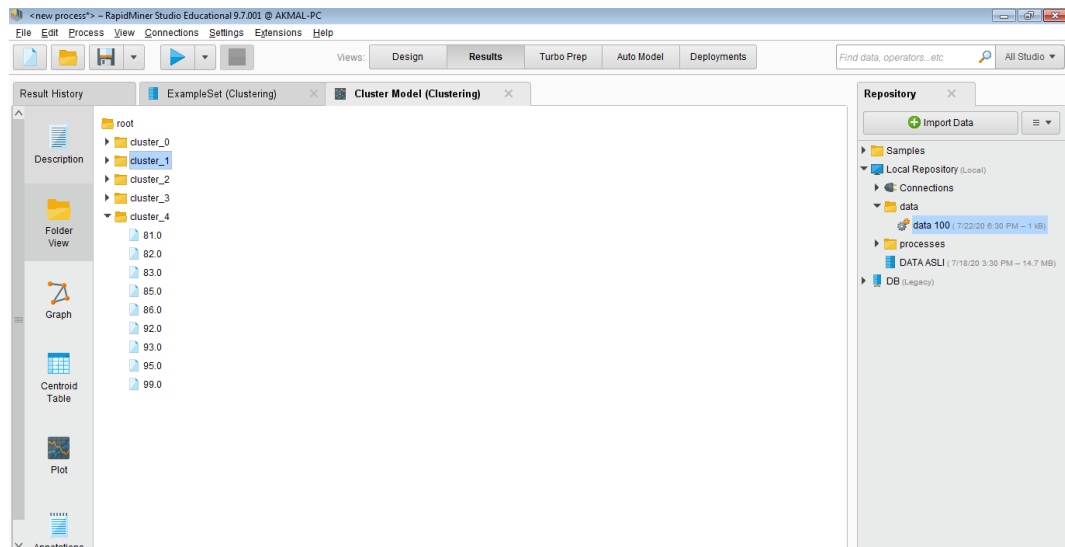 <new process*> – RapidMiner Studio Educational 9.7.001 @ AKMAL-PC
File Edit Process View Connections Settings Extensions Help
Views: Design Results Turbo Prep Auto Model Deployments
Find data, operators...etc
All Studio
Result History
ExampleSet (Clustering)
Cluster Model (Clustering)
Description
Folder
View
Graph
Centroid
Table
Plot
Annotations
root
cluster_0
cluster_1
cluster_2
cluster_3
cluster_4
81.0
82.0
83.0
85.0
86.0
92.0
93.0
95.0
99.0
Repository
Import Data
Samples
Local Repository (Local)
Connections
data
data 100 (7/22/20 6:30 PM – 1 kB)
processes
DATA ASLI (7/18/20 3:30 PM – 14.7 MB)
DB (Legacy)